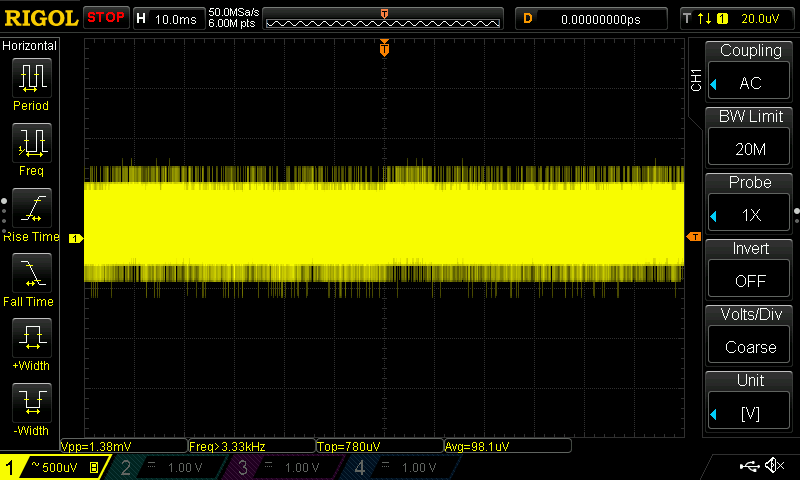 RIGOL STOP H 10.0ms 50.0MSa/s D 0.00000000ps T 1 20.0uV
6.00M pts
T
Horizontal
Period
Freq
Rise Time
Fall Time
+Width
-Width
1
T
CH1
Coupling
AC
BW Limit
20M
Probe
1X
Invert
OFF
Volts/Div
Coarse
Unit
[V]
Vpp=1.38mV Freq>3.33kHz Top=780uV Avg=98.1uV
1 ~ 500uV B 2 1.00 V 3 1.00 V 4 1.00 V